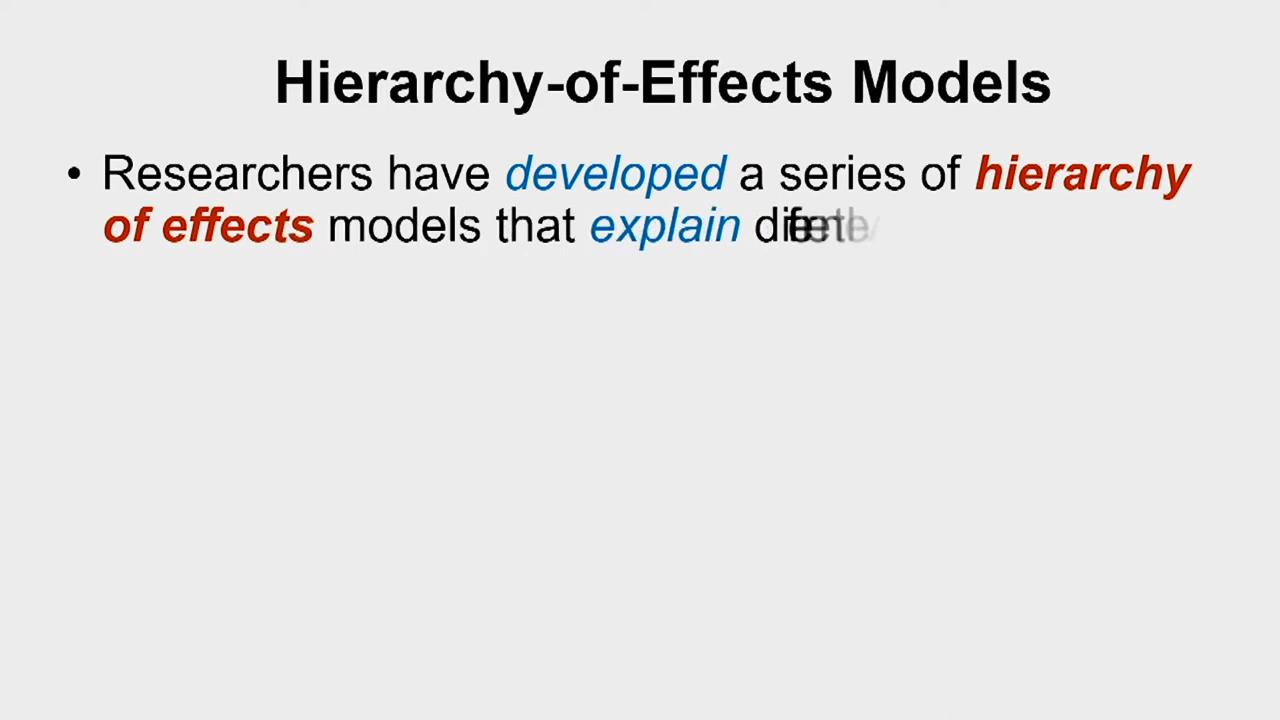 Hierarchy-of-Effects Models
• Researchers have developed a series of hierarchy
of effects models that explain